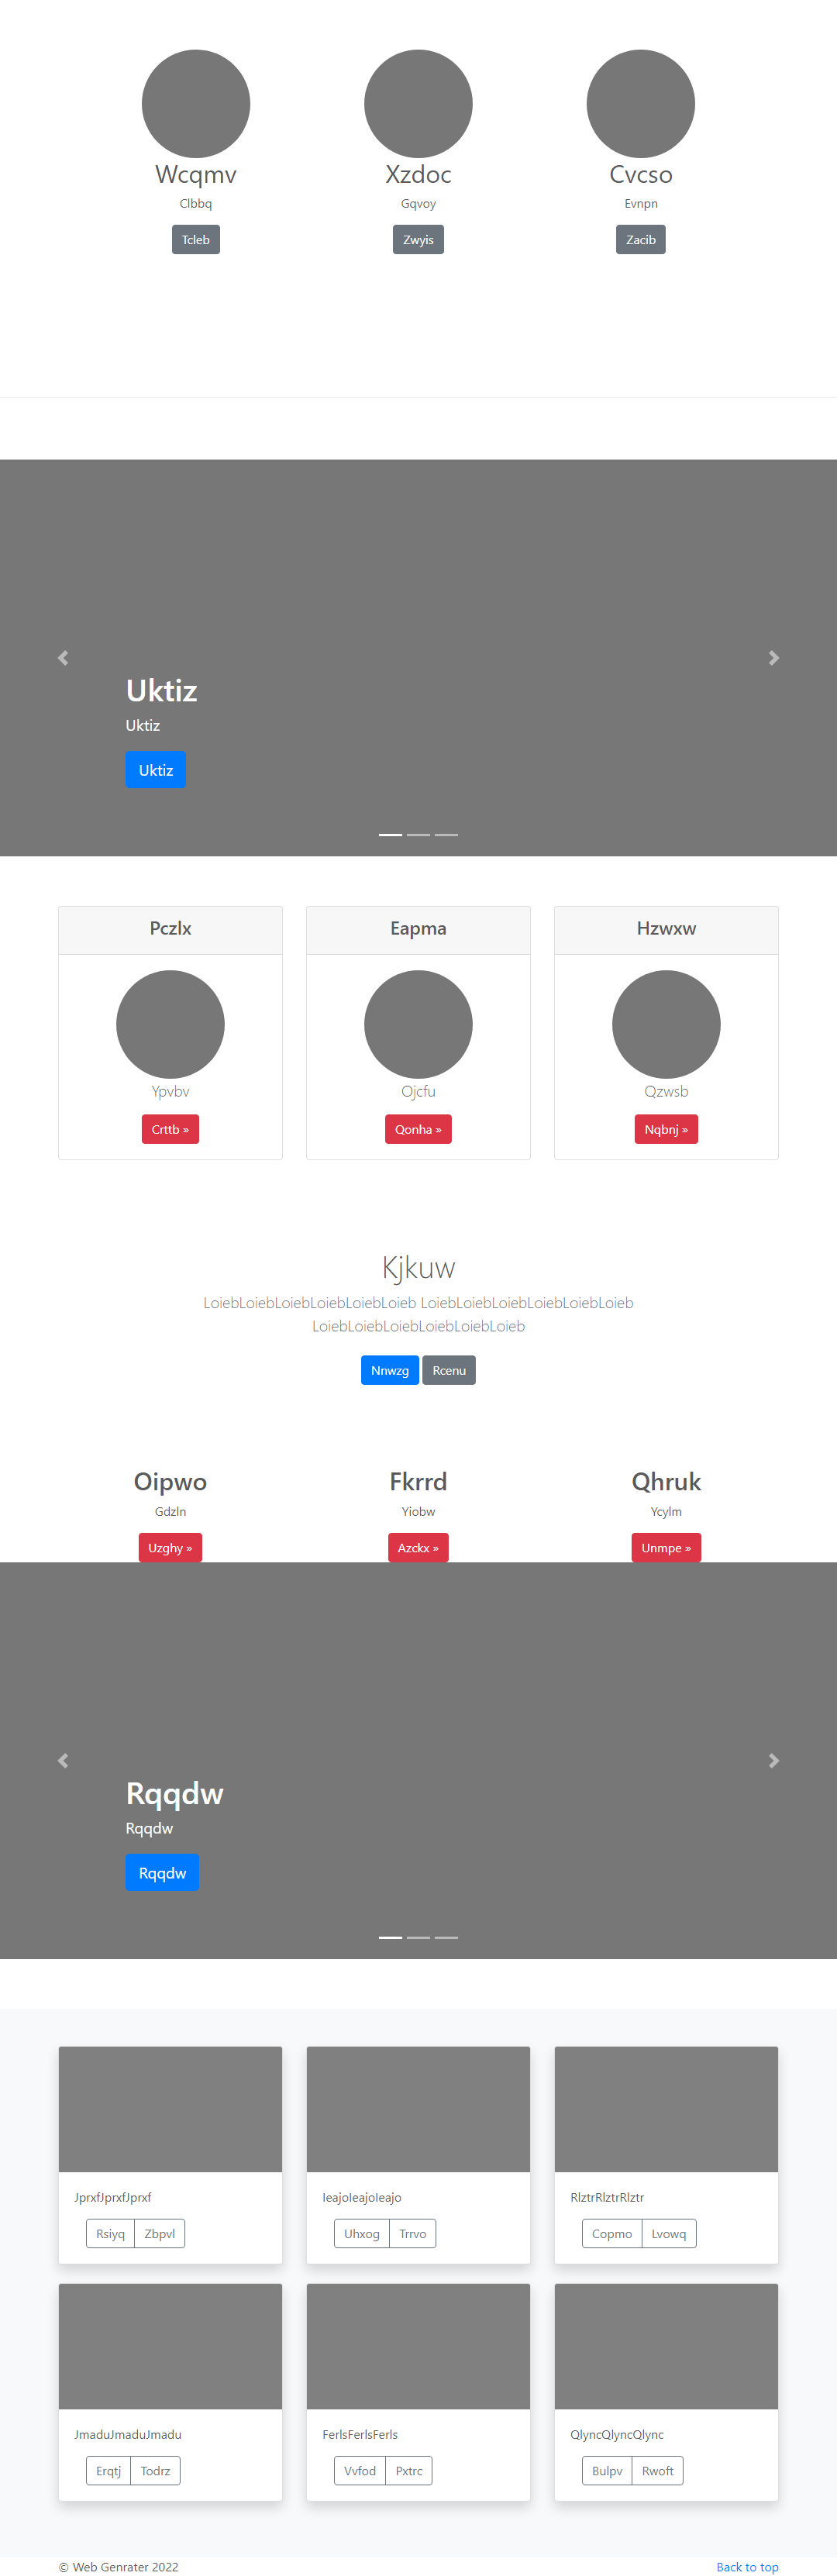 Wcqmv Xzdoc Cvcso
Clbbq Gqvoy Evnpn
Tcleb Zwyis Zacib
Uktiz
Uktiz
Uktiz
Pczlx Eapma Hzwxw
Ypvbv Ojcfu Qzwsb
Crttb » Qonha » Nqbnj »
Kjkuw
LoiebLoiebLoiebLoiebLoiebLoieb LoiebLoiebLoiebLoiebLoiebLoieb
LoiebLoiebLoiebLoiebLoiebLoieb
Nnwzg Rcenu
Oipwo Fkrrd Qhruk
Gdzln Yiobw Ycylm
Uzghy » Azckx » Unmpe »
Rqqdw
Rqqdw
Rqqdw
JprxfJprxfJprxf IeajoIeajoIeajo RlztrRlztrRlztr
Rsiyq Zbpvl Uhxog Trrvo Copmo Lvowq
JmaduJmaduJmadu FerlsFerlsFerls QlyncQlyncQlync
Erqtj Todrz Vvfod Pxtrc Bulpv Rwoft
© Web Genrater 2022 Back to top